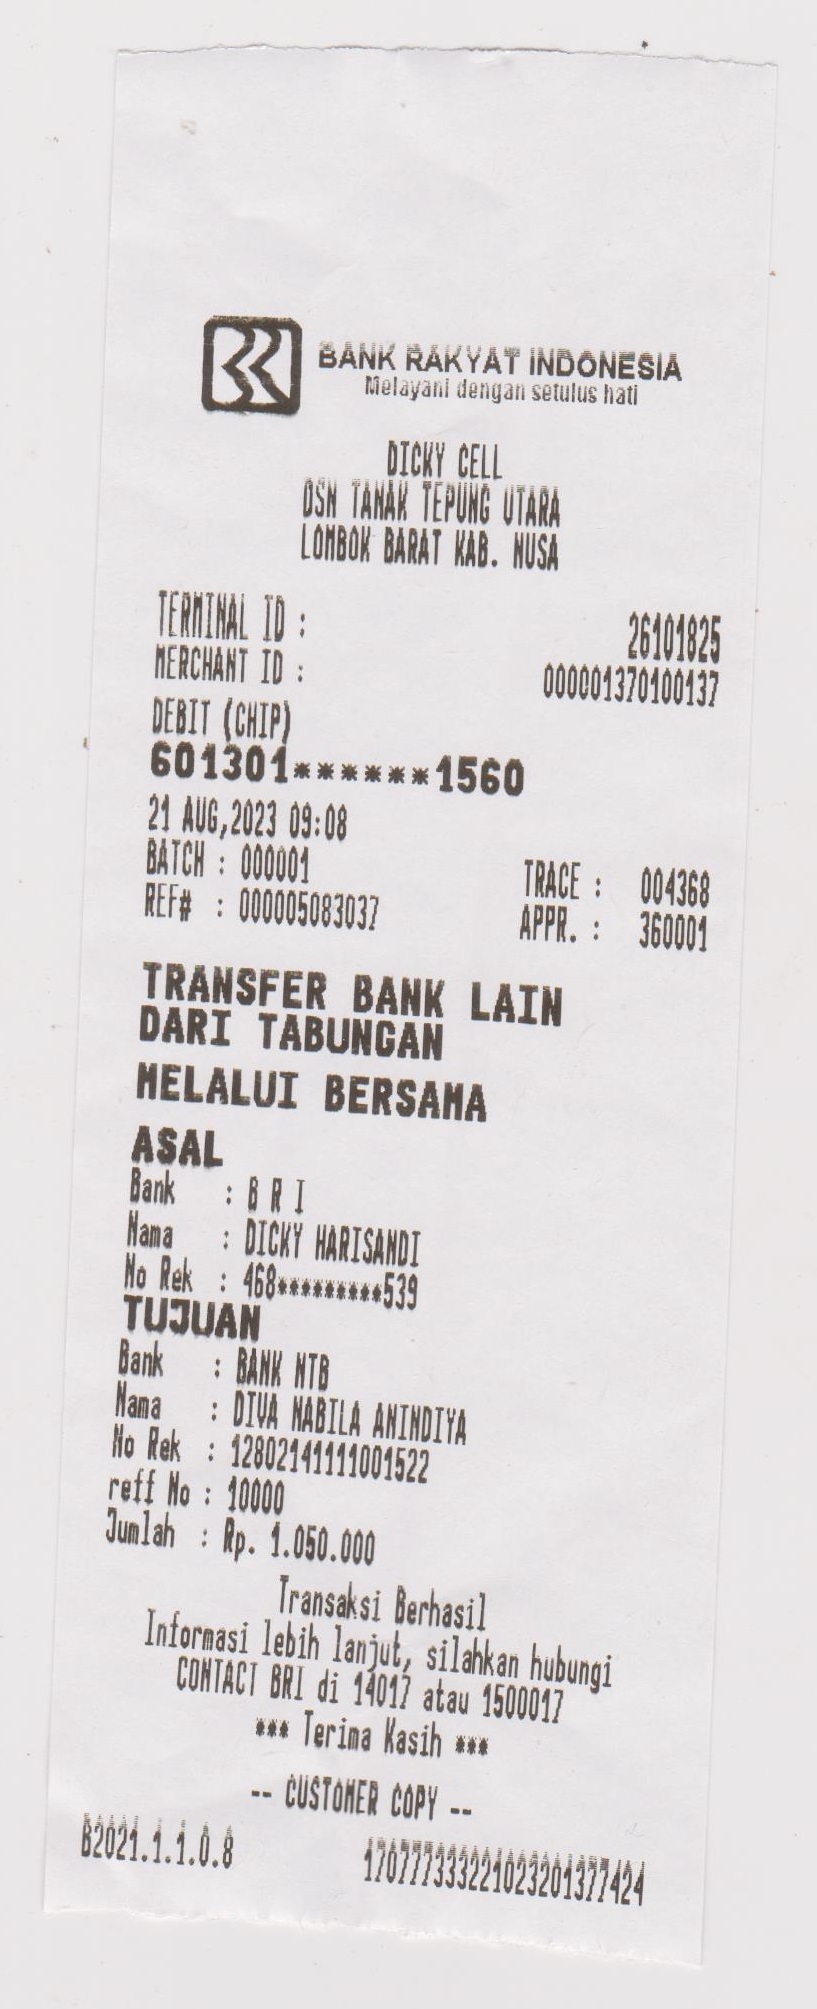 BANK RAKYAT INDONESIA
Melayani dengan setulus hati
DICKY CELL
DSN TANAK TEPUNG UTARA
LOMBOK BARAT KAB. NUSA
TERMINAL ID : 26101825
MERCHANT ID : 000001370100137
DEBIT (CHIP)
601301******1560
21 AUG,2023 09:08
BATCH : 000001 TRACE : 004368
REF# : 000005083037 APPR. : 360001
TRANSFER BANK LAIN
DARI TABUNGAN
MELALUI BERSAMA
ASAL
Bank : B R I
Nama : DICKY HARISANDI
No Rek : 468*********539
TUJUAN
Bank : BANK NTB
Nama : DIVA NABILA ANINDIYA
No Rek : 12802141111001522
reff No : 10000
Jumlah : Rp. 1.050.000
Transaksi Berhasil
Informasi lebih lanjut, silahkan hubungi
CONTACT BRI di 14017 atau 1500017
*** Terima Kasih ***
-- CUSTOMER COPY --
B2021.1.1.0.8 1707773332210232013774​24